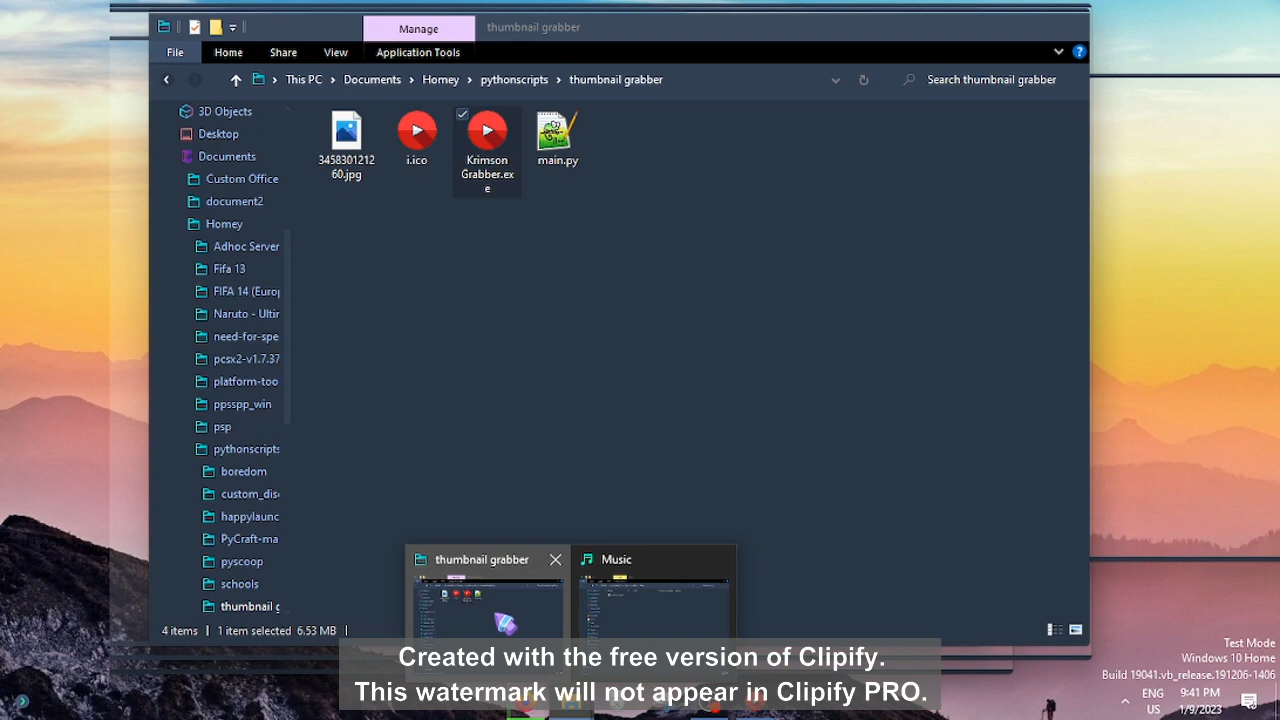 Manage
thumbnail grabber
File
Home
Share
View
Application Tools
This PC
Documents
Homey
pythonscripts
thumbnail grabber
Search thumbnail grabber
3D Objects
Desktop
Documents
Custom Office
document2
Homey
Adhoc Server
Fifa 13
FIFA 14 (Euro
Naruto - Ulti
need-for-spe
pcsx2-v1.7.37
platform-too
ppsspp_win
psp
pythonscripts
boredom
custom_dis
happylaunc
PyCraft-ma
pyscoop
schools
thumbnail g
3458301212
60.jpg
i.ico
Krimson
Grabber.ex
e
main.py
4 items
1 item selected 6.53 MB
thumbnail grabber
Music
Created with the free version of Clipify.
This watermark will not appear in Clipify PRO.
Test Mode
Windows 10 Home
Build 19041.vb_release.191206-1406
ENG
US
9:41 PM
1/9/2023